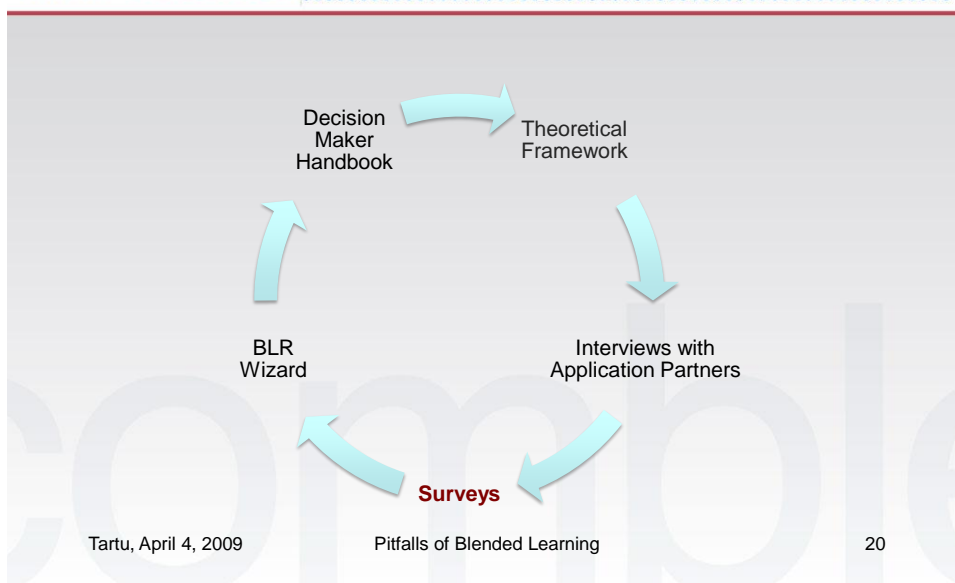 Decision
Maker
Handbook
Theoretical
Framework
BLR
Wizard
Interviews with
Application Partners
Surveys
comble
Tartu, April 4, 2009
Pitfalls of Blended Learning
20